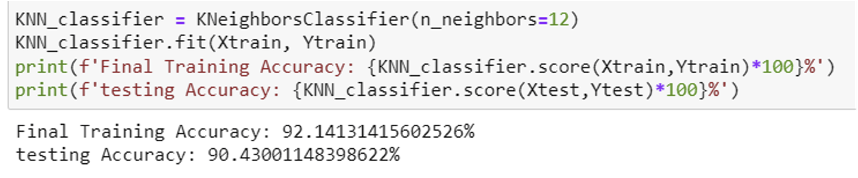 KNN_classifier = KNeighborsClassifier(n_neighbors=12)
KNN_classifier.fit(Xtrain, Ytrain)
print(f'Final Training Accuracy: {KNN_classifier.score(Xtrain,Ytrain)*100}%')
print(f'testing Accuracy: {KNN_classifier.score(Xtest,Ytest)*100}%')
Final Training Accuracy: 92.14131415602526%
testing Accuracy: 90.43001148398622%